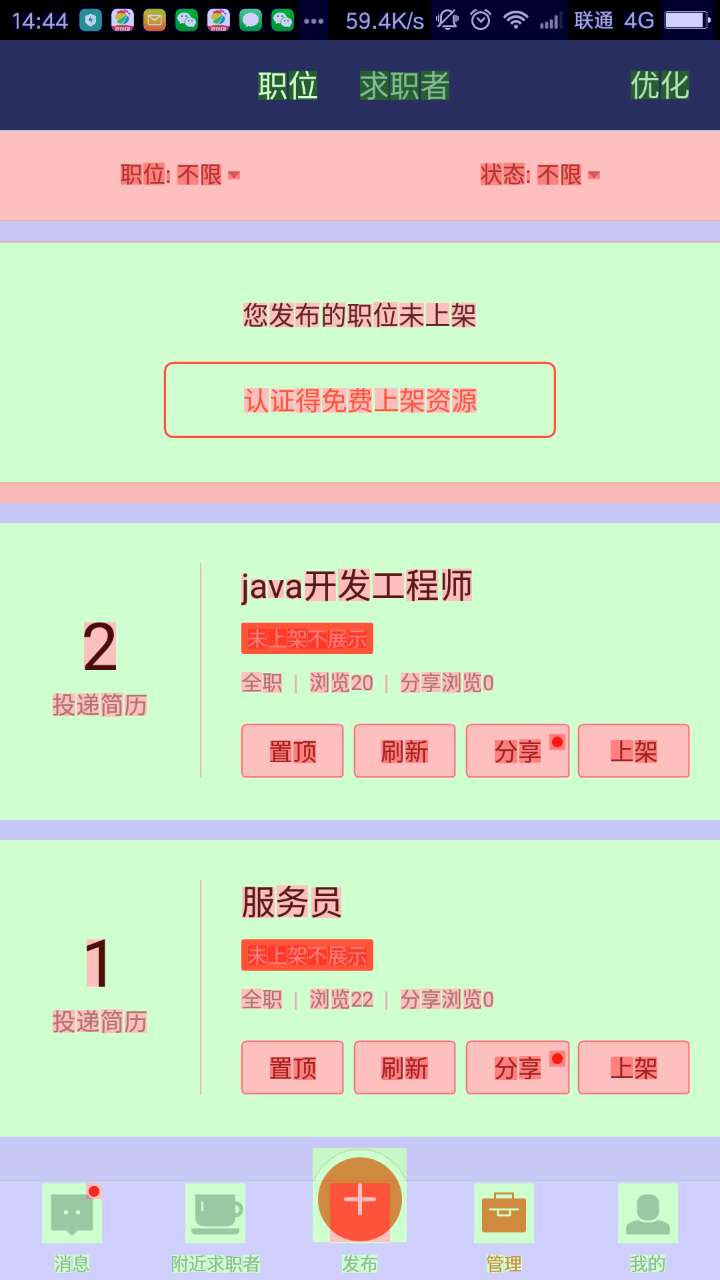 14:44 59.4K/s 联通 4G
职位 求职者 优化
职位: 不限 状态: 不限
您发布的职位未上架
认证得免费上架资源
java开发工程师
未上架不展示
2
投递简历
全职 | 浏览20 | 分享浏览0
置顶 刷新 分享 上架
服务员
未上架不展示
1
投递简历
全职 | 浏览22 | 分享浏览0
置顶 刷新 分享 上架
消息 附近求职者 发布 管理 我的